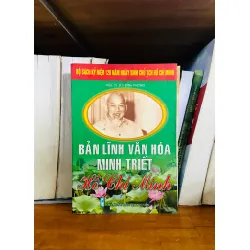 BỘ SÁCH KỶ NIỆM 120 NĂM NGÀY SINH CHỦ TỊCH HỒ CHÍ MINH
BẢN LĨNH VĂN HÓA
MINH TRIẾT
Hồ Chí Minh